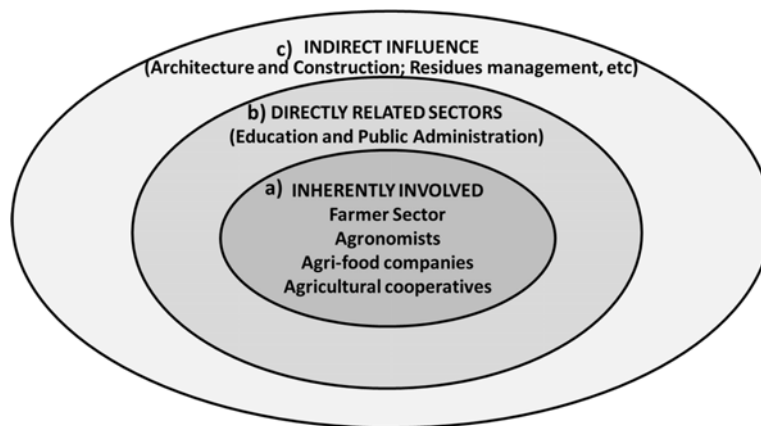 c) INDIRECT INFLUENCE
(Architecture and Construction; Residues management, etc)
b) DIRECTLY RELATED SECTORS
(Education and Public Administration)
a) INHERENTLY INVOLVED
Farmer Sector
Agronomists
Agri-food companies
Agricultural cooperatives